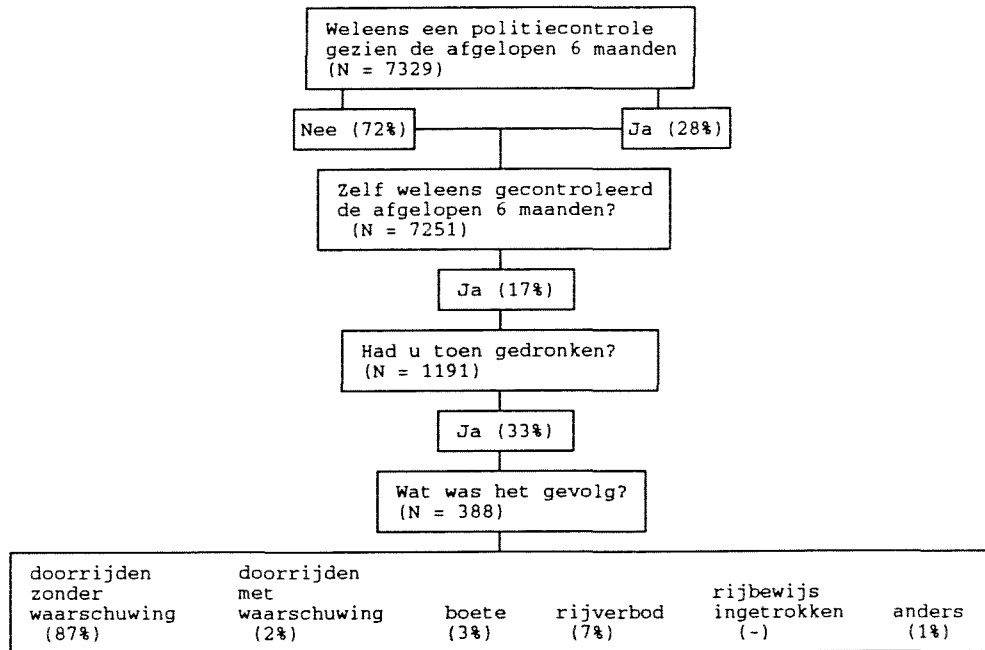 Weleens een politiecontrole
gezien de afgelopen 6 maanden
(N = 7329)
Nee (72%)
Ja (28%)
Zelf weleens gecontroleerd
de afgelopen 6 maanden?
(N = 7251)
Ja (17%)
Had u toen gedronken?
(N = 1191)
Ja (33%)
Wat was het gevolg?
(N = 388)
doorrijden
zonder
waarschuwing
(87%)
doorrijden
met
waarschuwing
(2%)
boete
(3%)
rijverbod
(7%)
rijbewijs
ingetrokken
(-)
anders
(1%)